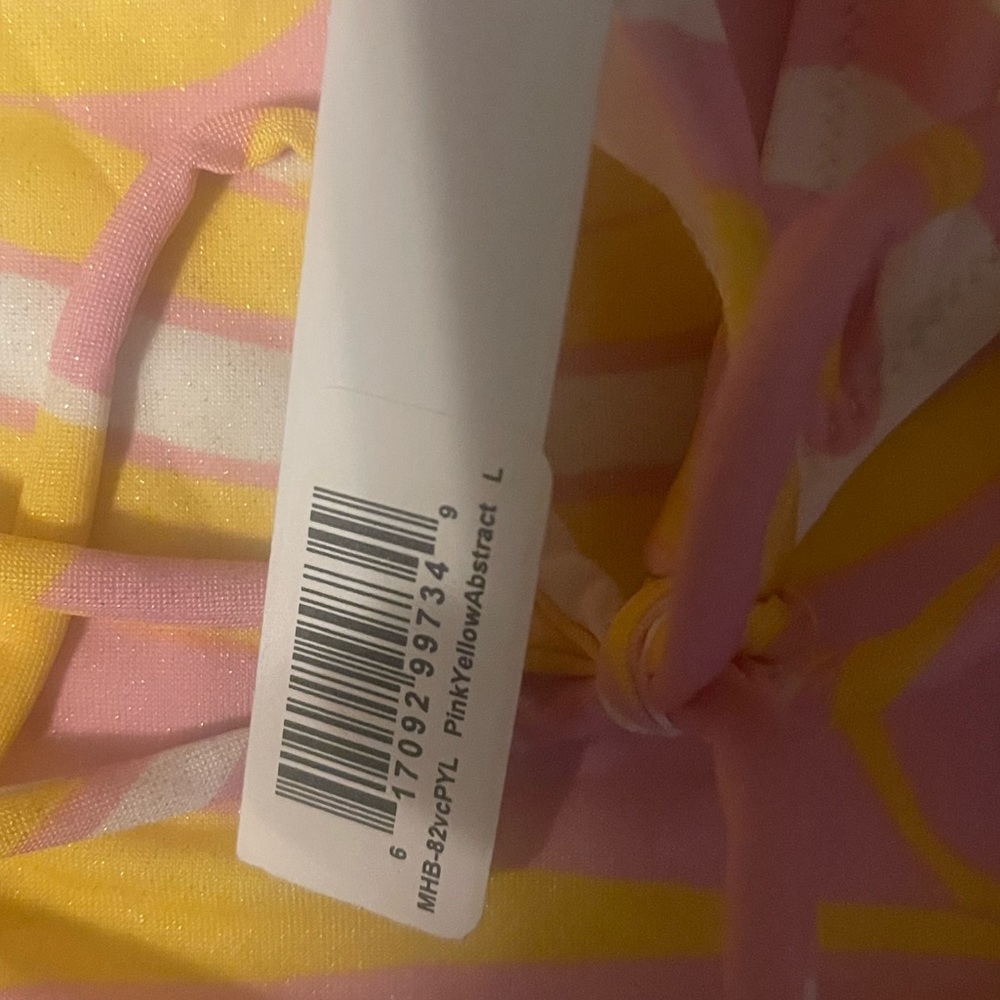 6 17092 99734 9
MHB-82vcPYL PinkYellowAbstract L